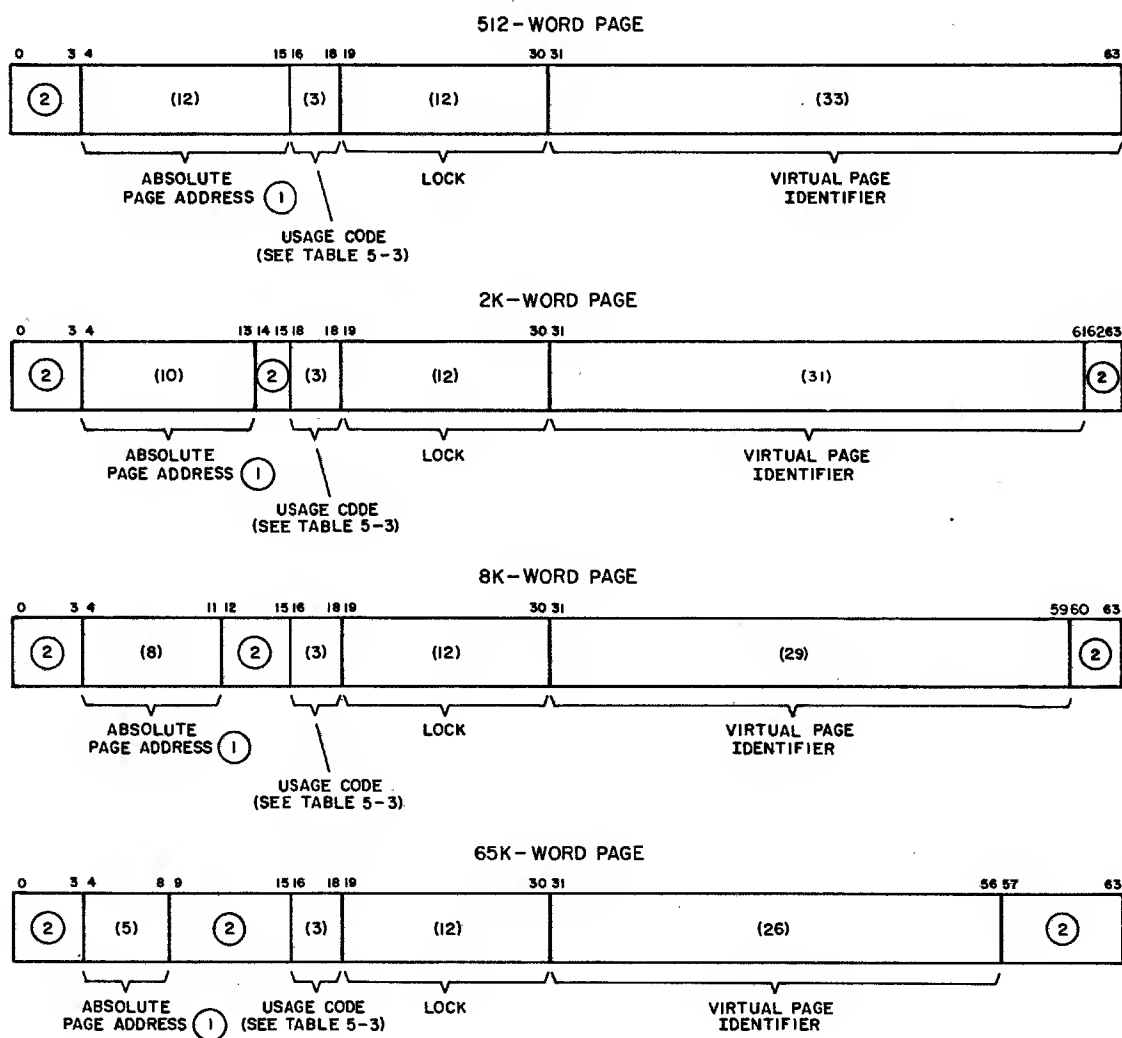 512-WORD PAGE
0 3 4 15 16 18 19 30 31 63
2 (12) (3) (12) (33)
ABSOLUTE PAGE ADDRESS 1
LOCK
VIRTUAL PAGE IDENTIFIER
USAGE CODE
(SEE TABLE 5-3)
2K-WORD PAGE
0 3 4 13 14 15 18 18 19 30 31 61 62 63
2 (10) 2 (3) (12) (31) 2
ABSOLUTE PAGE ADDRESS 1
LOCK
VIRTUAL PAGE IDENTIFIER
USAGE CDDE
(SEE TABLE 5-3)
8K-WORD PAGE
0 3 4 11 12 15 16 18 19 30 31 59 60 63
2 (8) 2 (3) (12) (29) 2
ABSOLUTE PAGE ADDRESS 1
LOCK
VIRTUAL PAGE IDENTIFIER
USAGE CODE
(SEE TABLE 5-3)
65K-WORD PAGE
0 3 4 8 9 15 16 18 19 30 31 56 57 63
2 (5) 2 (3) (12) (26) 2
ABSOLUTE PAGE ADDRESS 1
USAGE CODE (SEE TABLE 5-3)
LOCK
VIRTUAL PAGE IDENTIFIER